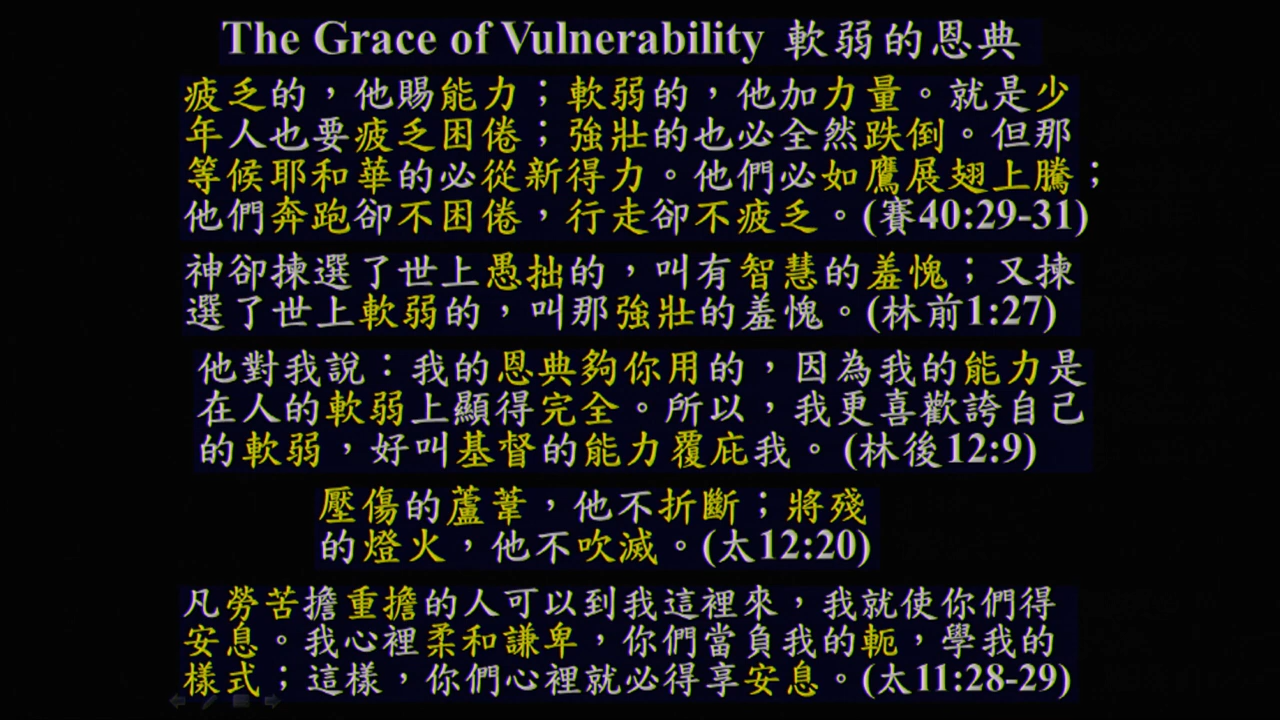 The Grace of Vulnerability 軟弱的恩典
疲乏的，他賜能力；軟弱的，他加力量。就是少
年人也要疲乏困倦；強壯的也必全然跌倒。但那
等候耶和華的必從新得力。他們必如鷹展翅上騰；
他們奔跑卻不困倦，行走卻不疲乏。(賽40:29-31)
神卻揀選了世上愚拙的，叫有智慧的羞愧；又揀
選了世上軟弱的，叫那強壯的羞愧。(林前1:27)
他對我說：我的恩典夠你用的，因為我的能力是
在人的軟弱上顯得完全。所以，我更喜歡誇自己
的軟弱，好叫基督的能力覆庇我。(林後12:9)
壓傷的蘆葦，他不折斷；將殘
的燈火，他不吹滅。(太12:20)
凡勞苦擔重擔的人可以到我這裡來，我就使你們得
安息。我心裡柔和謙卑，你們當負我的軛，學我的
樣式；這樣，你們心裡就必得享安息。(太11:28-29)